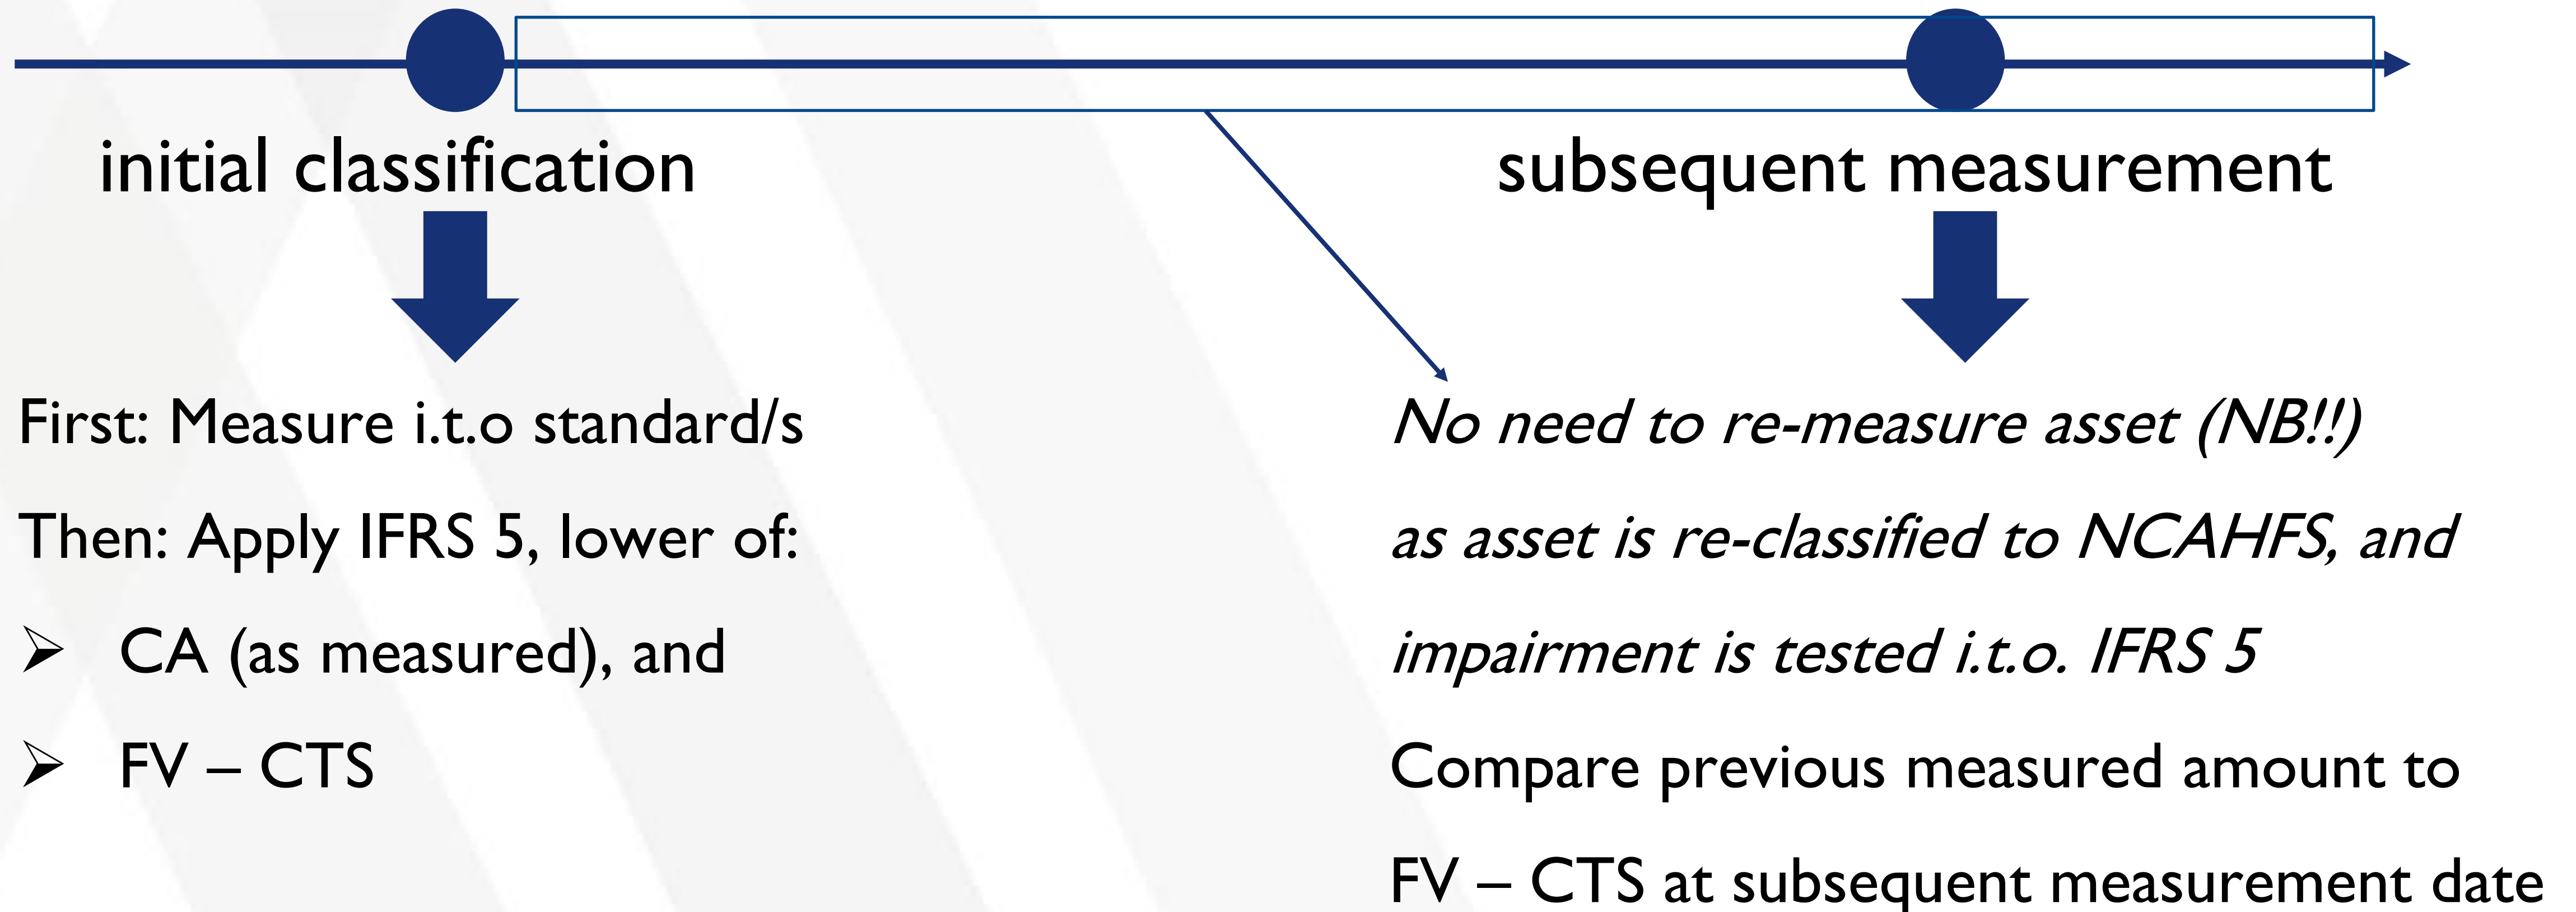 initial classification
First: Measure i.t.o standard/s
Then: Apply IFRS 5, lower of:
➢ CA (as measured), and
➢ FV – CTS
subsequent measurement
No need to re-measure asset (NB!!)
as asset is re-classified to NCAHFS, and
impairment is tested i.t.o. IFRS 5
Compare previous measured amount to
FV – CTS at subsequent measurement date